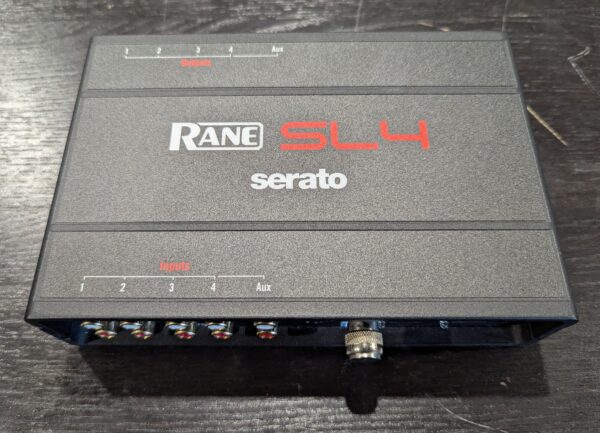 1 2 3 4 Aux
Outputs
RANE SL4
serato
Inputs
1 2 3 4 Aux